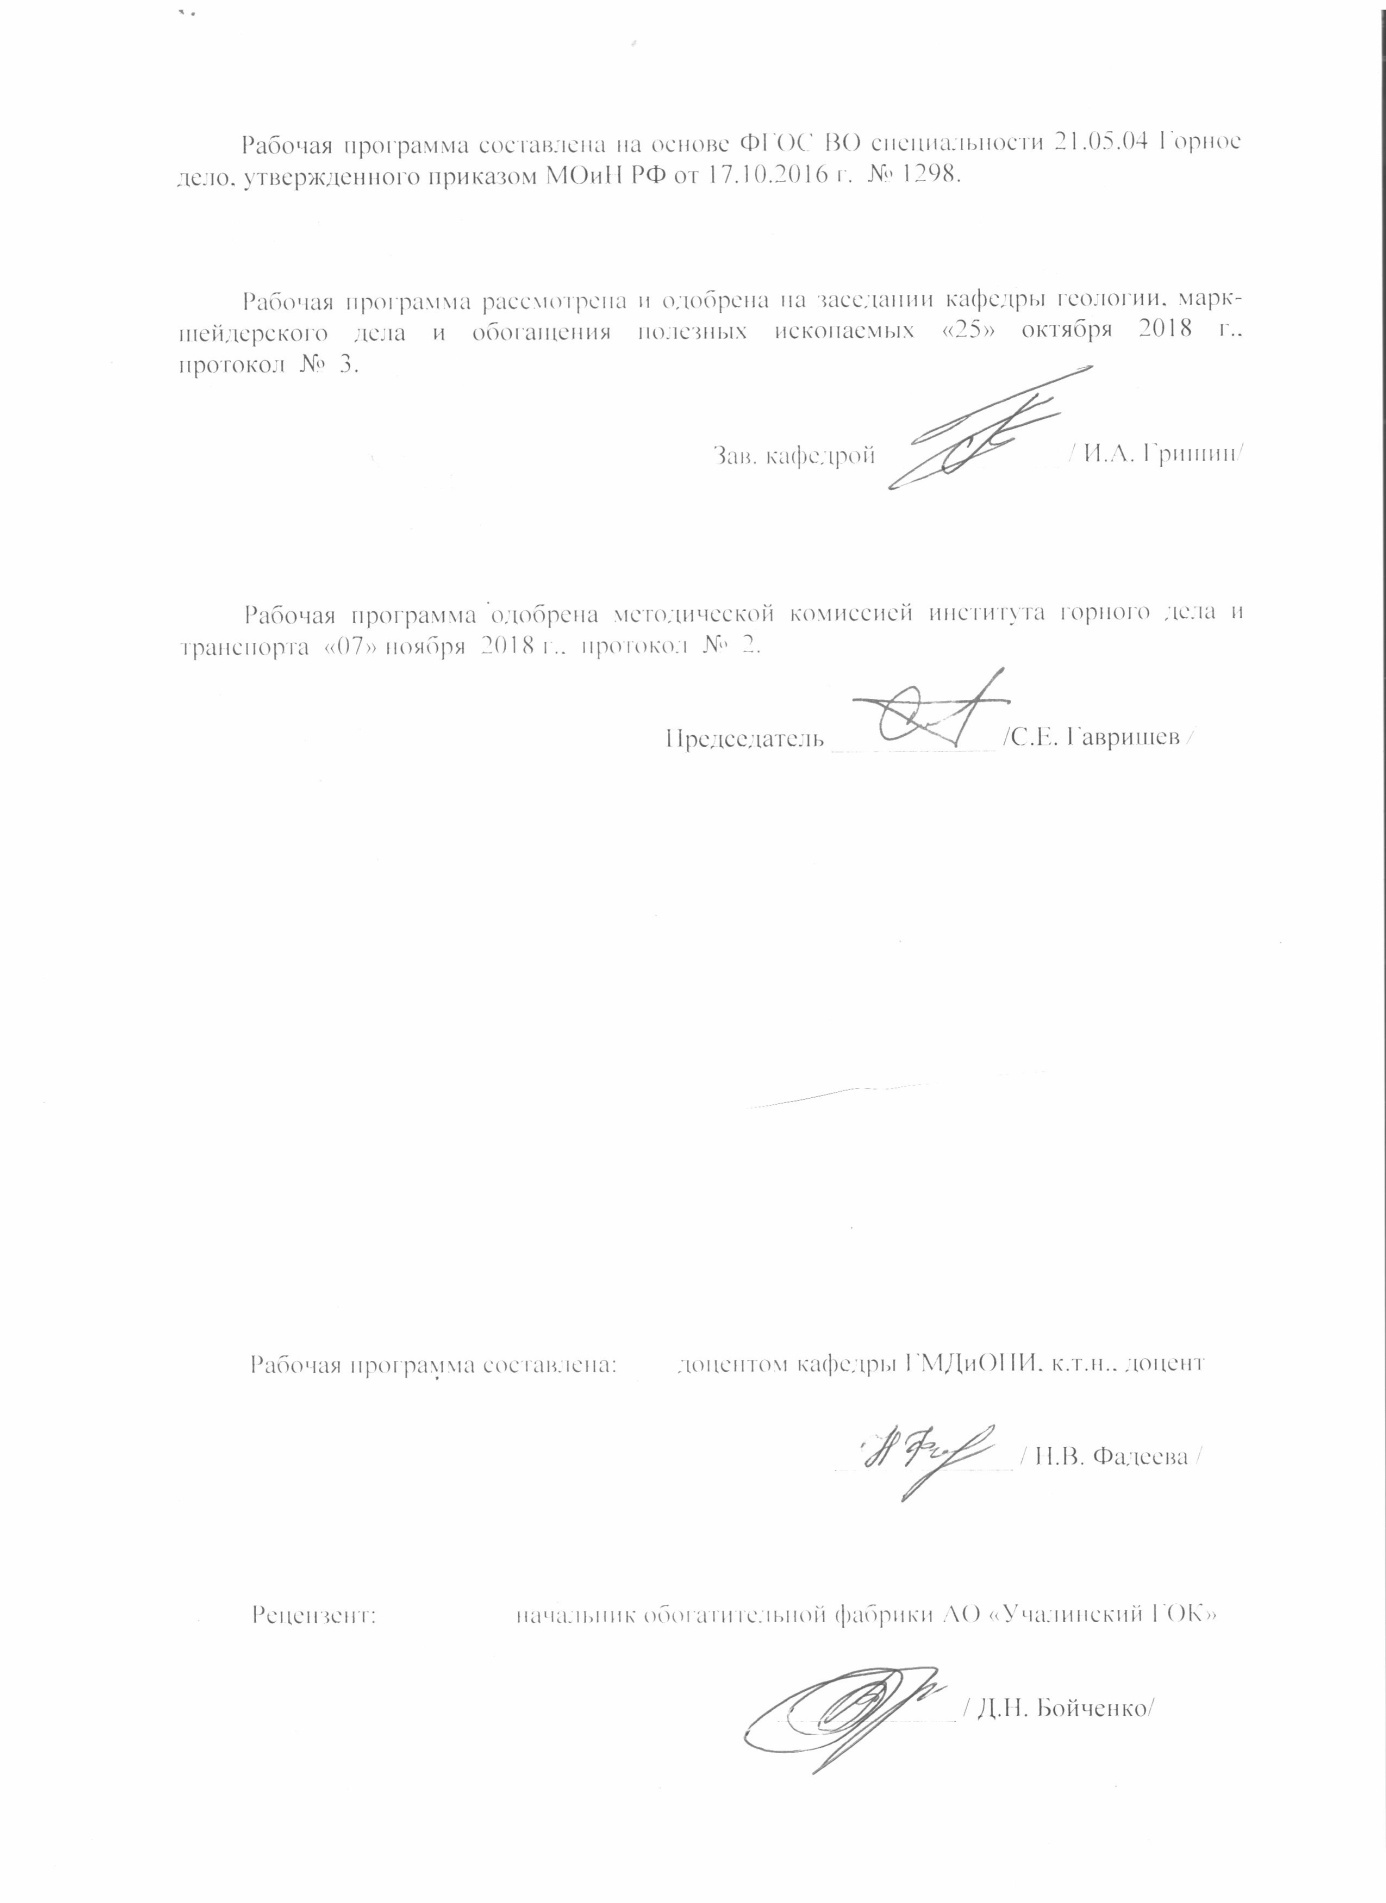 Рабочая программа составлена на основе ФГОС ВО специальности 21.05.04 Горное
дело, утвержденного приказом МОиН РФ от 17.10.2016 г. № 1298.
Рабочая программа рассмотрена и одобрена на заседании кафедры геологии, марк-
шейдерского дела и обогащения полезных ископаемых «25» октября 2018 г.,
протокол № 3.
Зав. кафедрой / И.А. Гришин/
Рабочая программа одобрена методической комиссией института горного дела и
транспорта «07» ноября 2018 г., протокол № 2.
Председатель /С.Е. Гавришев /
Рабочая программа составлена: доцентом кафедры ГМДиОПИ, к.т.н., доцент
/ Н.В. Фадеева /
Рецензент: начальник обогатительной фабрики АО «Учалинский ГОК»
/ Д.Н. Бойченко/